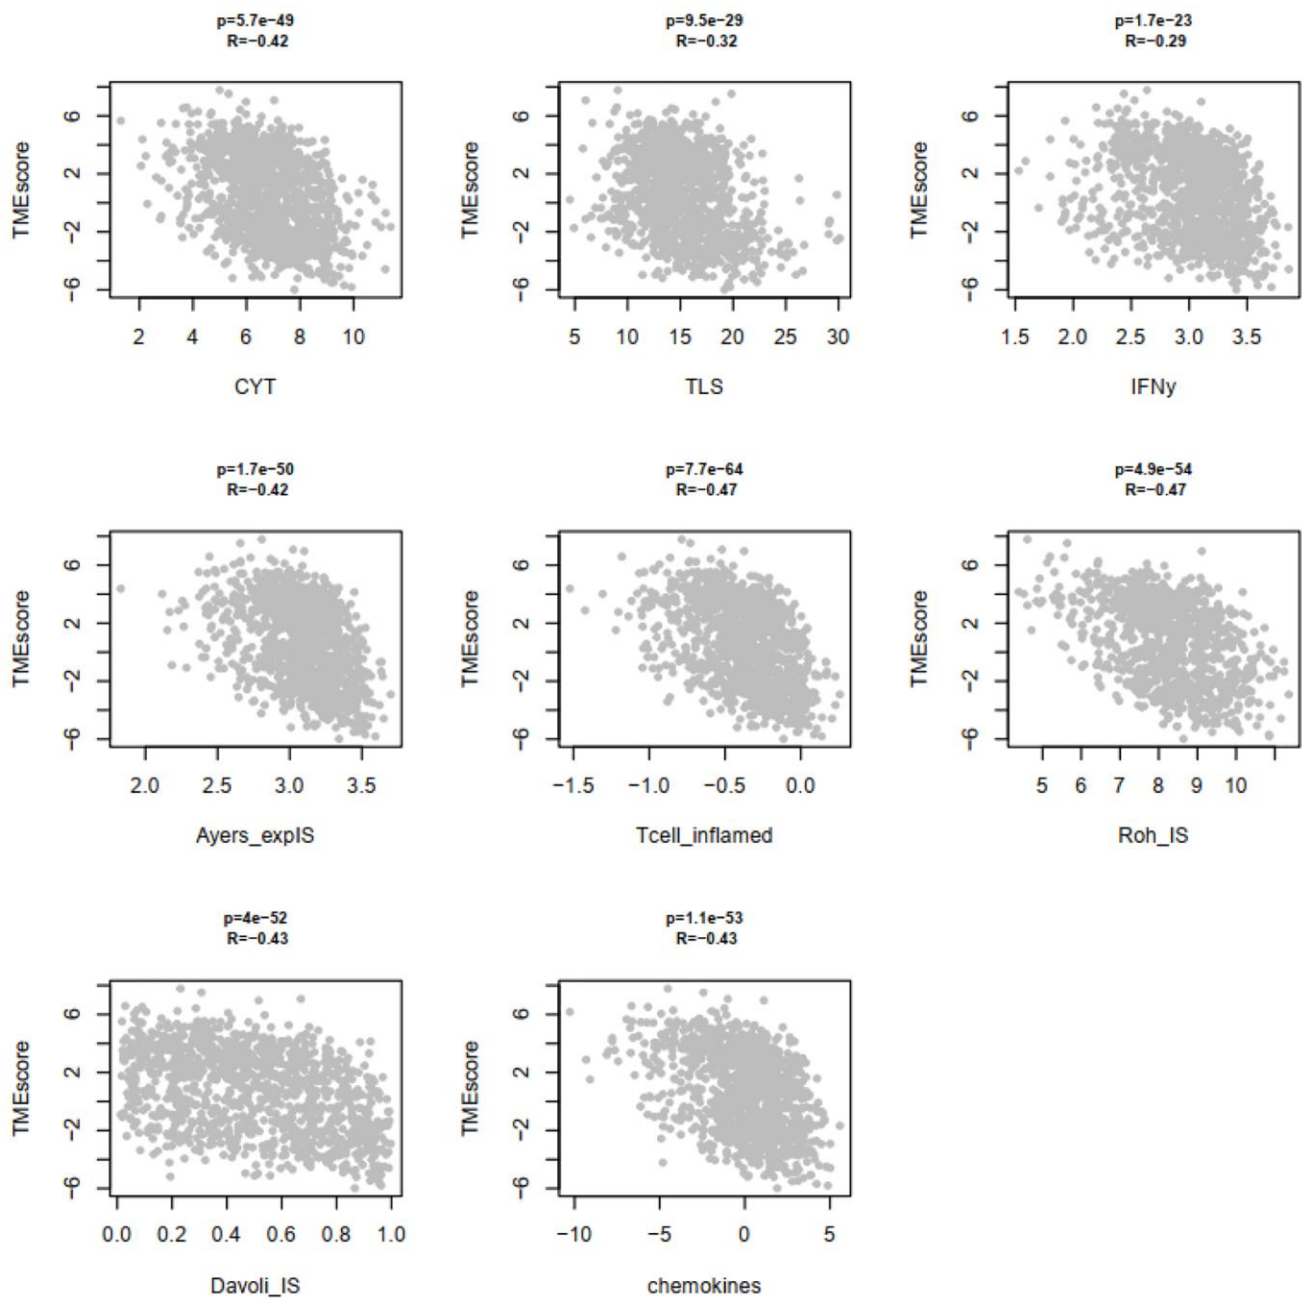 p=5.7e−49
R=−0.42
TMEscore
6
2
−2
−6
2 4 6 8 10
CYT
p=9.5e−29
R=−0.32
TMEscore
6
2
−2
−6
5 10 15 20 25 30
TLS
p=1.7e−23
R=−0.29
TMEscore
6
2
−2
−6
1.5 2.0 2.5 3.0 3.5
IFNy
p=1.7e−50
R=−0.42
TMEscore
6
2
−2
−6
2.0 2.5 3.0 3.5
Ayers_expIS
p=7.7e−64
R=−0.47
TMEscore
6
2
−2
−6
−1.5 −1.0 −0.5 0.0
Tcell_inflamed
p=4.9e−54
R=−0.47
TMEscore
6
2
−2
−6
5 6 7 8 9 10
Roh_IS
p=4e−52
R=−0.43
TMEscore
6
2
−2
−6
0.0 0.2 0.4 0.6 0.8 1.0
Davoli_IS
p=1.1e−53
R=−0.43
TMEscore
6
2
−2
−6
−10 −5 0 5
chemokines